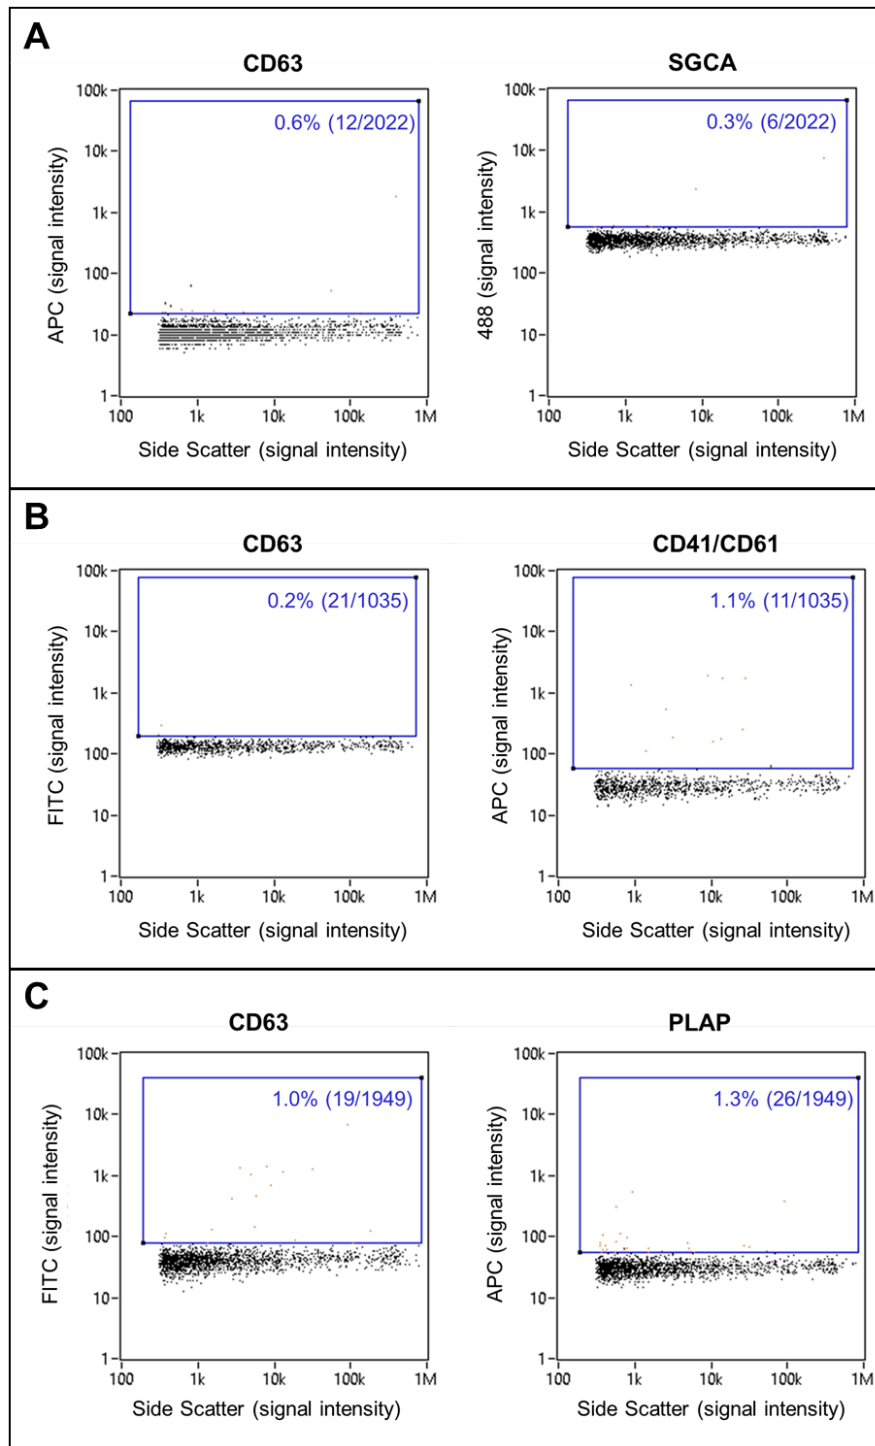 A
CD63
SGCA
0.6% (12/2022)
0.3% (6/2022)
APC (signal intensity)
100k
10k
1k
100
10
1
100
1k
10k
100k
1M
Side Scatter (signal intensity)
488 (signal intensity)
100k
10k
1k
100
10
1
100
1k
10k
100k
1M
Side Scatter (signal intensity)
B
CD63
CD41/CD61
0.2% (21/1035)
1.1% (11/1035)
FITC (signal intensity)
100k
10k
1k
100
10
1
100
1k
10k
100k
1M
Side Scatter (signal intensity)
APC (signal intensity)
100k
10k
1k
100
10
1
100
1k
10k
100k
1M
Side Scatter (signal intensity)
C
CD63
PLAP
1.0% (19/1949)
1.3% (26/1949)
FITC (signal intensity)
100k
10k
1k
100
10
1
100
1k
10k
100k
1M
Side Scatter (signal intensity)
APC (signal intensity)
100k
10k
1k
100
10
1
100
1k
10k
100k
1M
Side Scatter (signal intensity)